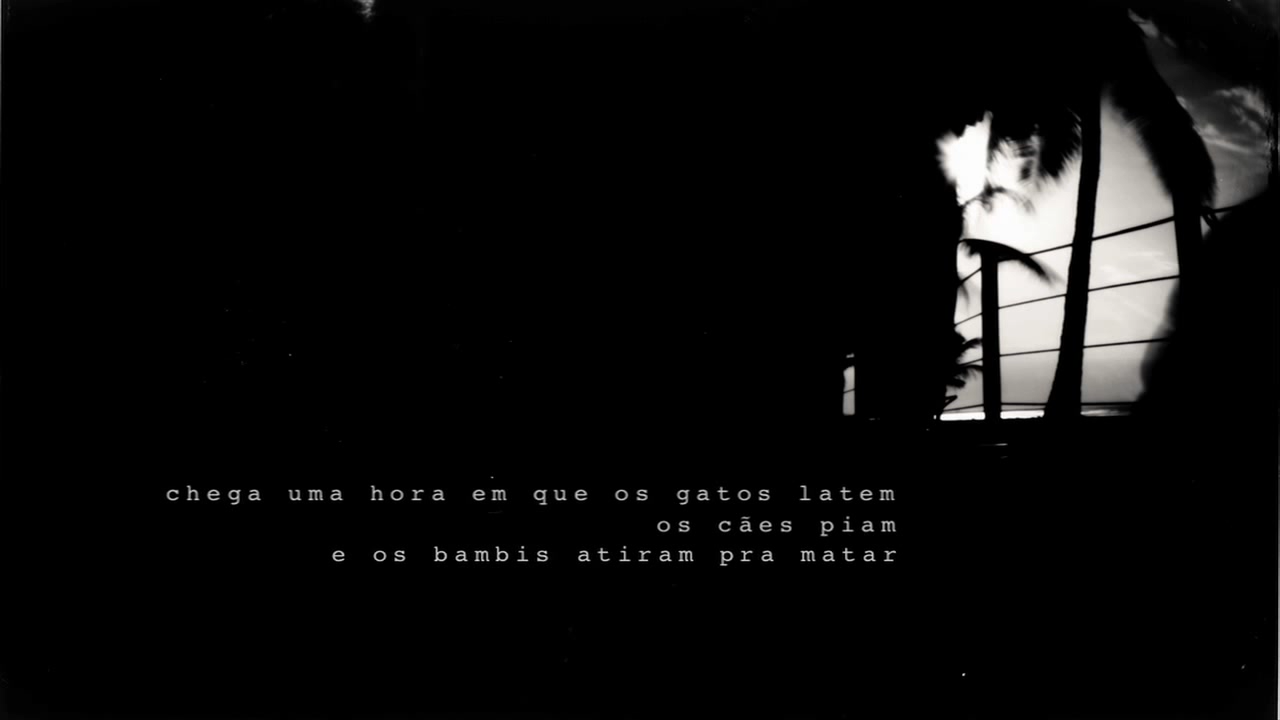 chega uma hora em que os gatos latem
os cães piam
e os bambis atiram pra matar